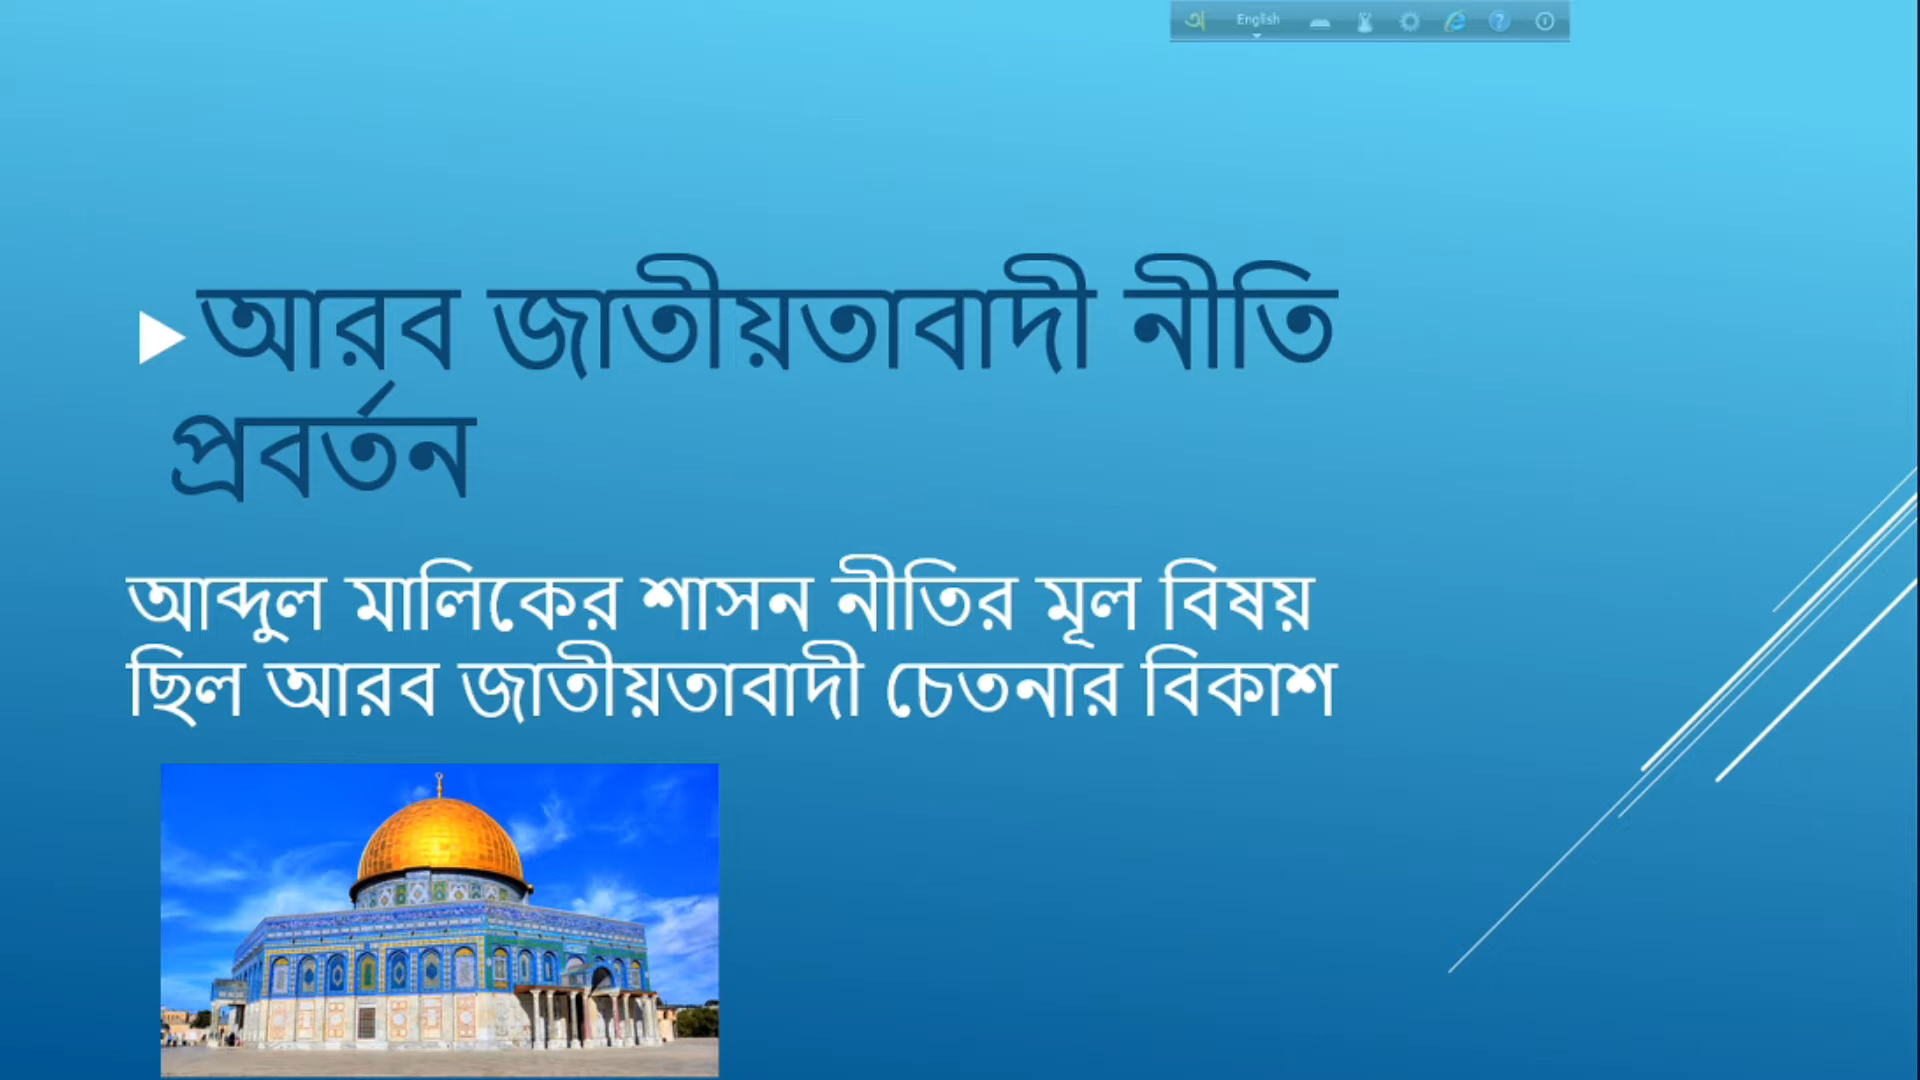 অ English
আরব জাতীয়তাবাদী নীতি
প্রবর্তন
আব্দুল মালিকের শাসন নীতির মূল বিষয়
ছিল আরব জাতীয়তাবাদী চেতনার বিকাশ